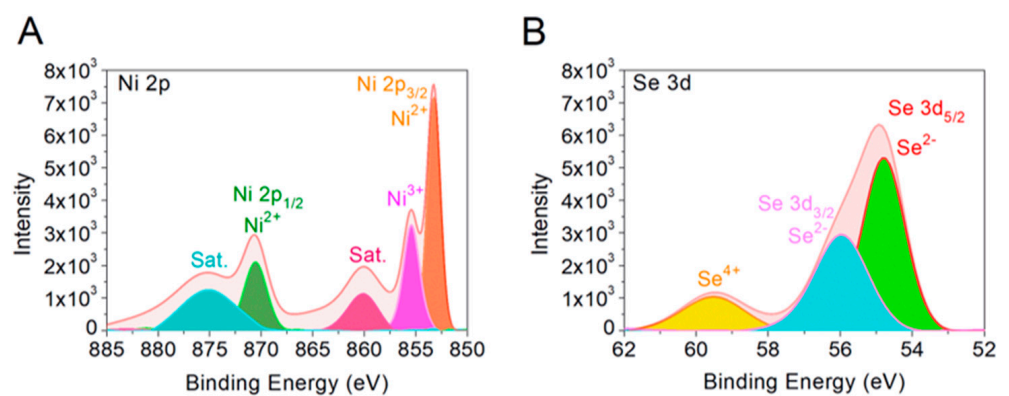 A
Ni 2p
Ni 2p3/2
Ni2+
Ni3+
Ni 2p1/2
Ni2+
Sat.
Sat.
8x10³
7x10³
6x10³
5x10³
4x10³
3x10³
2x10³
1x10³
0
Intensity
885 880 875 870 865 860 855 850
Binding Energy (eV)
B
Se 3d
Se 3d5/2
Se2-
Se 3d3/2
Se2-
Se4+
8x10³
7x10³
6x10³
5x10³
4x10³
3x10³
2x10³
1x10³
0
Intensity
62 60 58 56 54 52
Binding Energy (eV)